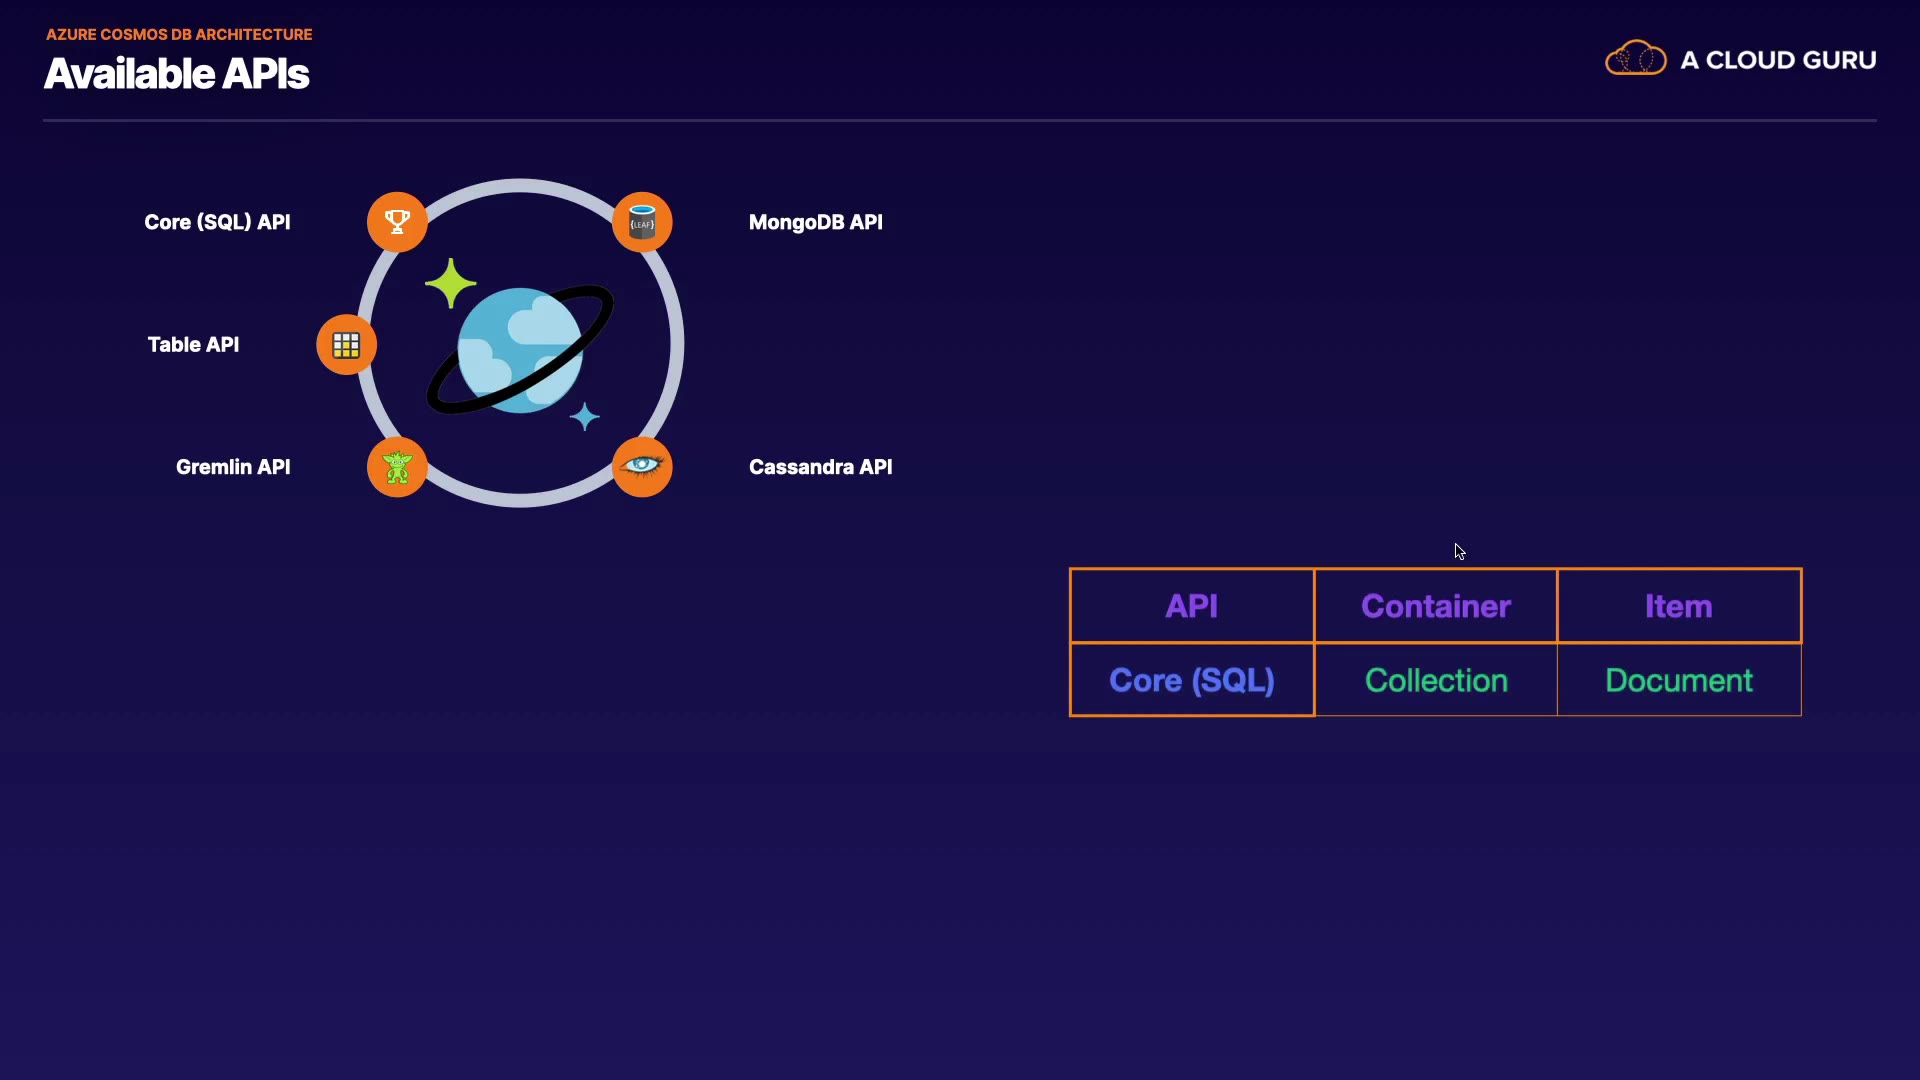 AZURE COSMOS DB ARCHITECTURE
Available APIs
A CLOUD GURU
Core (SQL) API
MongoDB API
{LEAF}
Table API
Gremlin API
Cassandra API
API Container Item
Core (SQL) Collection Document